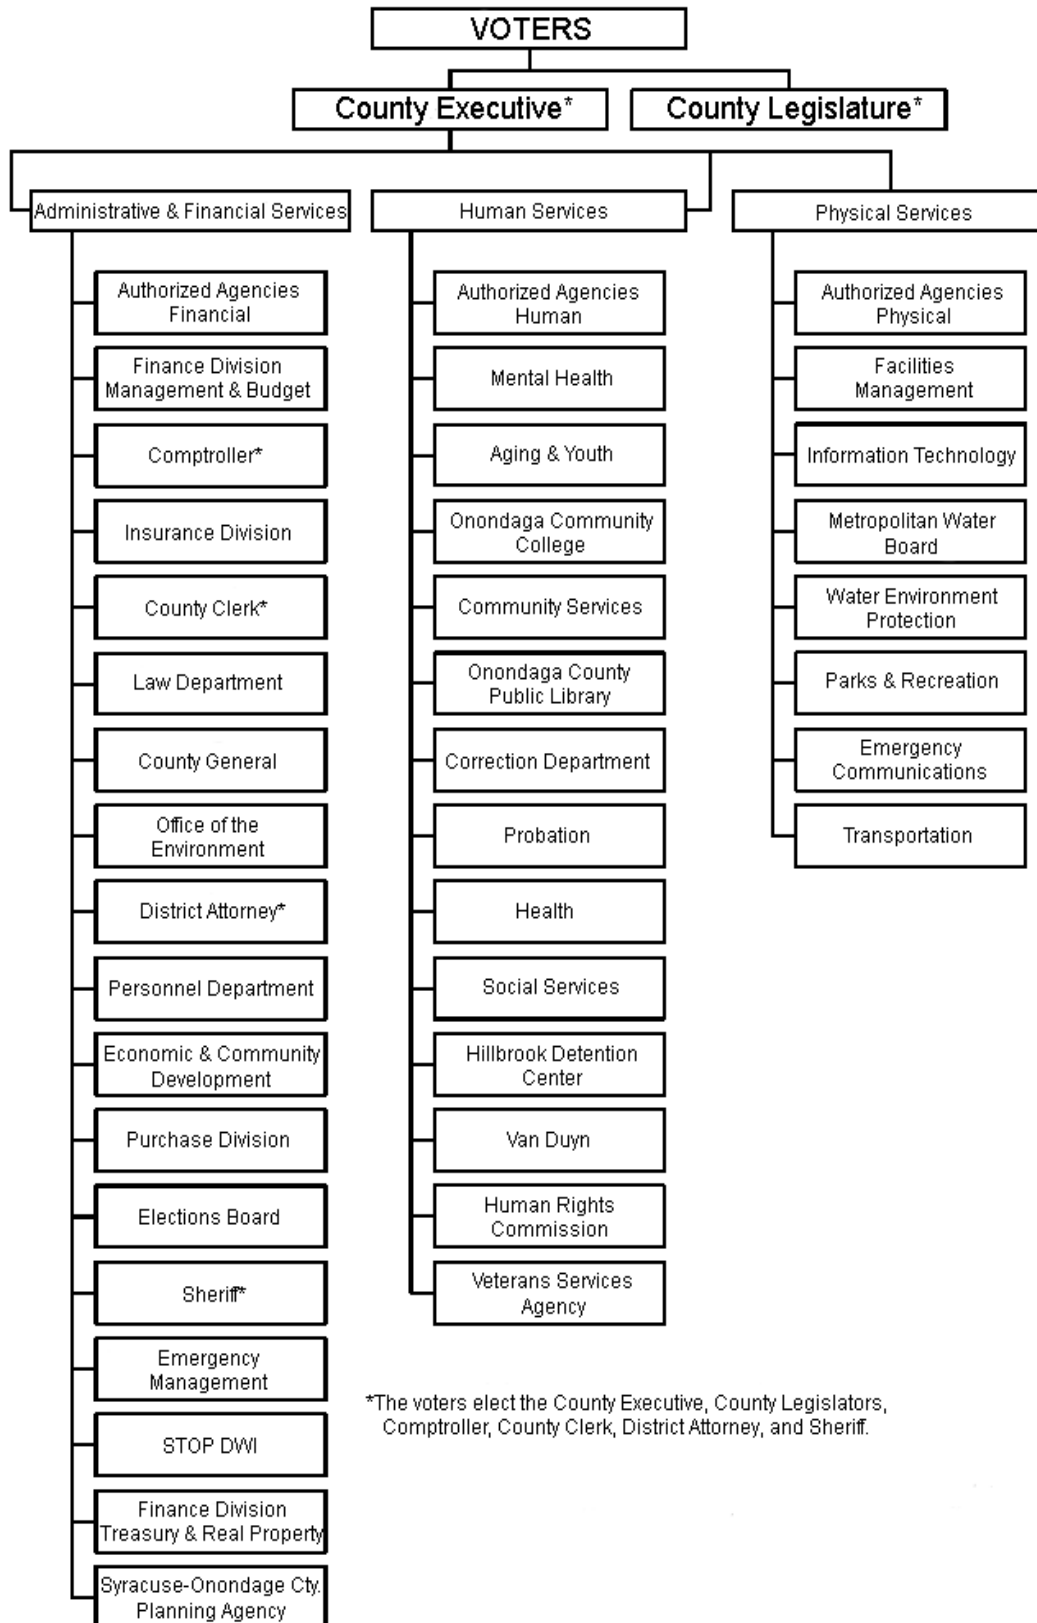 VOTERS
County Executive*
County Legislature*
Administrative & Financial Services
Human Services
Physical Services
Authorized Agencies
Financial
Finance Division
Management & Budget
Comptroller*
Insurance Division
County Clerk*
Law Department
County General
Office of the
Environment
District Attorney*
Personnel Department
Economic & Community
Development
Purchase Division
Elections Board
Sheriff*
Emergency
Management
STOP DWI
Finance Division
Treasury & Real Property
Syracuse-Onondage Cty.
Planning Agency
Authorized Agencies
Human
Mental Health
Aging & Youth
Onondaga Community
College
Community Services
Onondaga County
Public Library
Correction Department
Probation
Health
Social Services
Hillbrook Detention
Center
Van Duyn
Human Rights
Commission
Veterans Services
Agency
Authorized Agencies
Physical
Facilities
Management
Information Technology
Metropolitan Water
Board
Water Environment
Protection
Parks & Recreation
Emergency
Communications
Transportation
*The voters elect the County Executive, County Legislators,
Comptroller, County Clerk, District Attorney, and Sheriff.